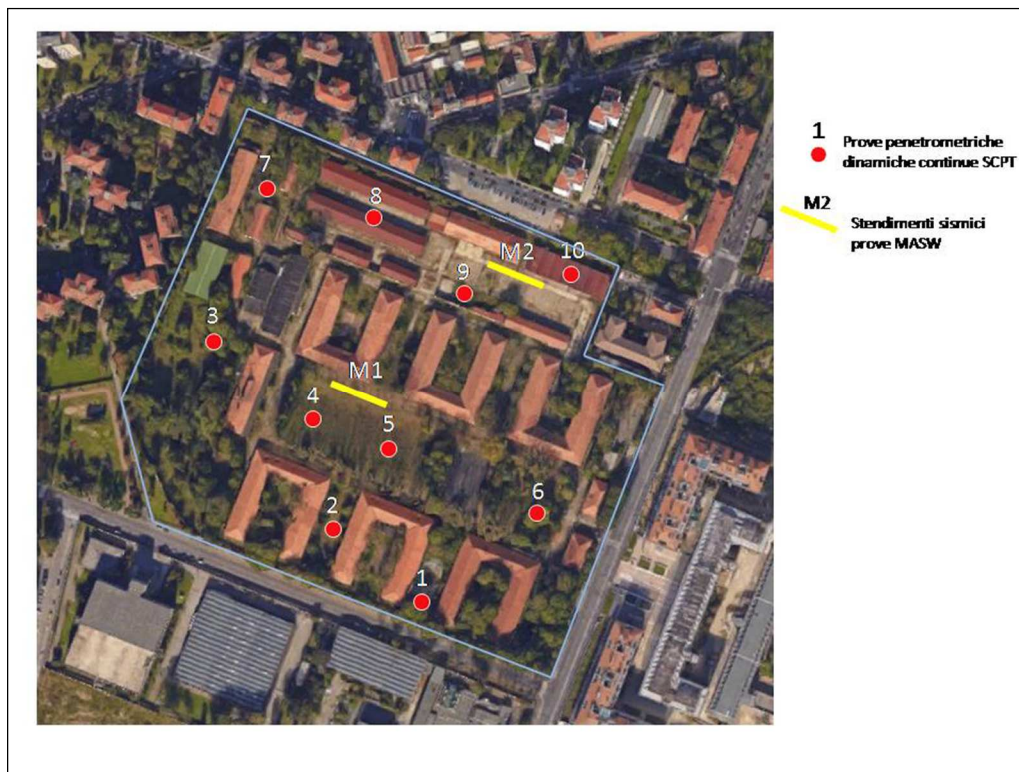 7
8
M2
10
9
3
M1
4
5
6
2
1
1
Prove penetrometriche
dinamiche continue SCPT
M2
Stendimenti sismici
prove MASW